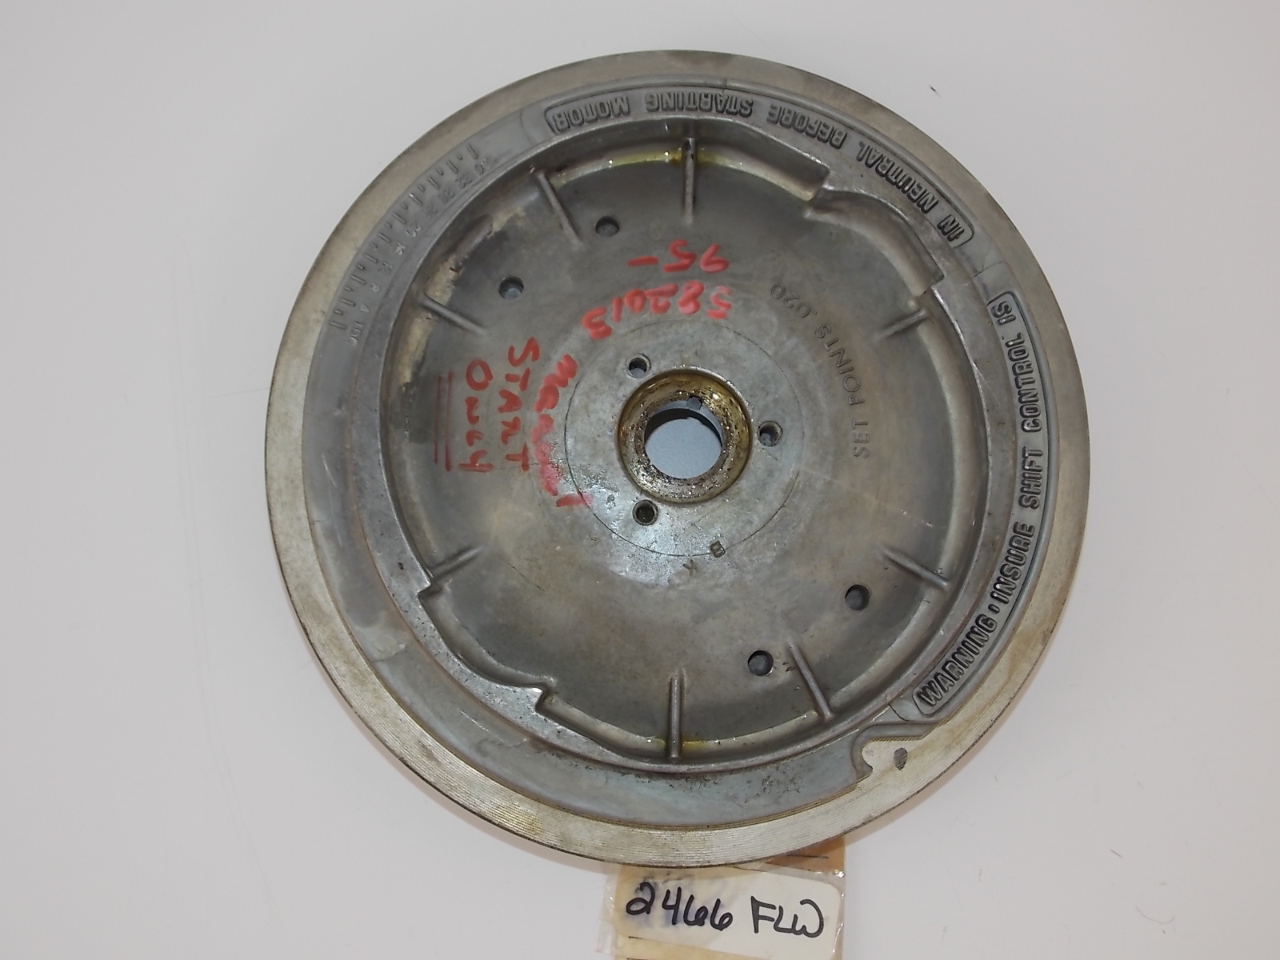 WARNING • INSURE SHIFT CONTROL IS
IN NEUTRAL BEFORE STARTING MOTOR
SET POINTS .020
95-
582013
START
ONLY
K
B
TDC
2466 FLW